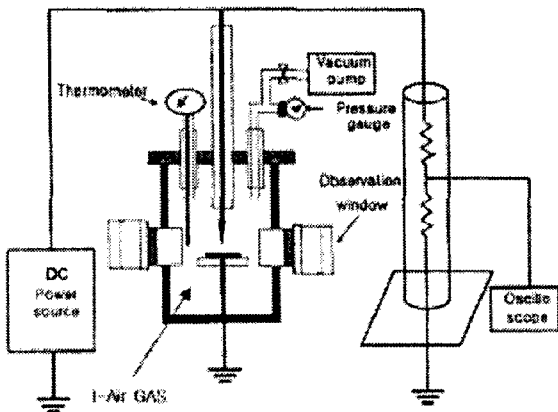 Vacuum
pump
Thermometer
Pressure
gauge
Observation
window
DC
Power
source
Oscillo
scope
I-Air GAS